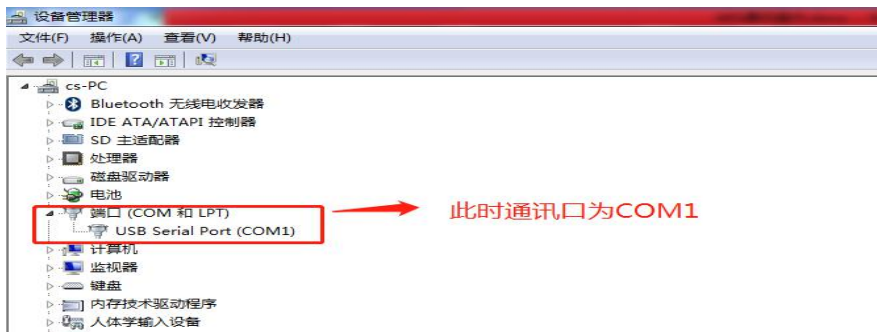 设备管理器
文件(F) 操作(A) 查看(V) 帮助(H)
cs-PC
Bluetooth 无线电收发器
IDE ATA/ATAPI 控制器
SD 主适配器
处理器
磁盘驱动器
电池
端口 (COM 和 LPT)
此时通讯口为COM1
USB Serial Port (COM1)
计算机
监视器
键盘
内存技术驱动程序
人体学输入设备